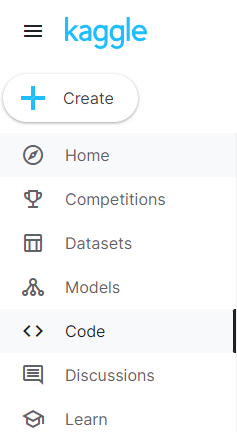 kaggle
Create
Home
Competitions
Datasets
Models
Code
Discussions
Learn